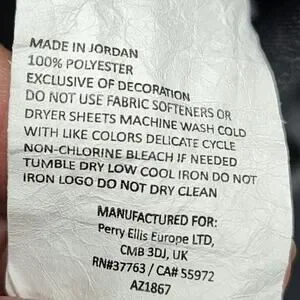 MADE IN JORDAN
100% POLYESTER
EXCLUSIVE OF DECORATION
DO NOT USE FABRIC SOFTENERS OR
DRYER SHEETS MACHINE WASH COLD
WITH LIKE COLORS DELICATE CYCLE
NON-CHLORINE BLEACH IF NEEDED
TUMBLE DRY LOW COOL IRON DO NOT
IRON LOGO DO NOT DRY CLEAN
MANUFACTURED FOR:
Perry Ellis Europe LTD,
CMB 3DJ, UK
RN#37763 / CA# 55972
AZ1867